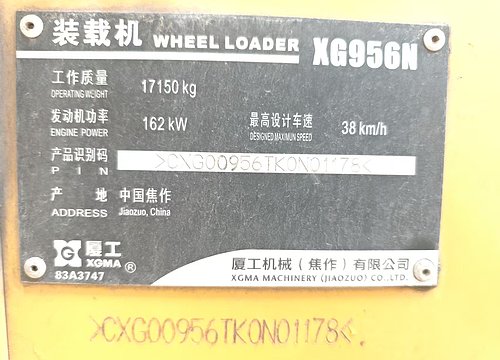 装载机 WHEEL LOADER XG956N
工作质量 17150 kg
OPERATING WEIGHT
发动机功率 162 kW 最高设计车速 38 km/h
ENGINE POWER DESIGNED MAXIMUN SPEED
产品识别码 >CXG00956TK0N01178<
PIN
产 地 中国焦作
ADDRESS Jiaozuo, China
厦工 XGMA ®
83A3747
厦工机械（焦作）有限公司
XGMA MACHINERY (JIAOZUO) CO.,LTD.
>CXG00956TK0N01178<